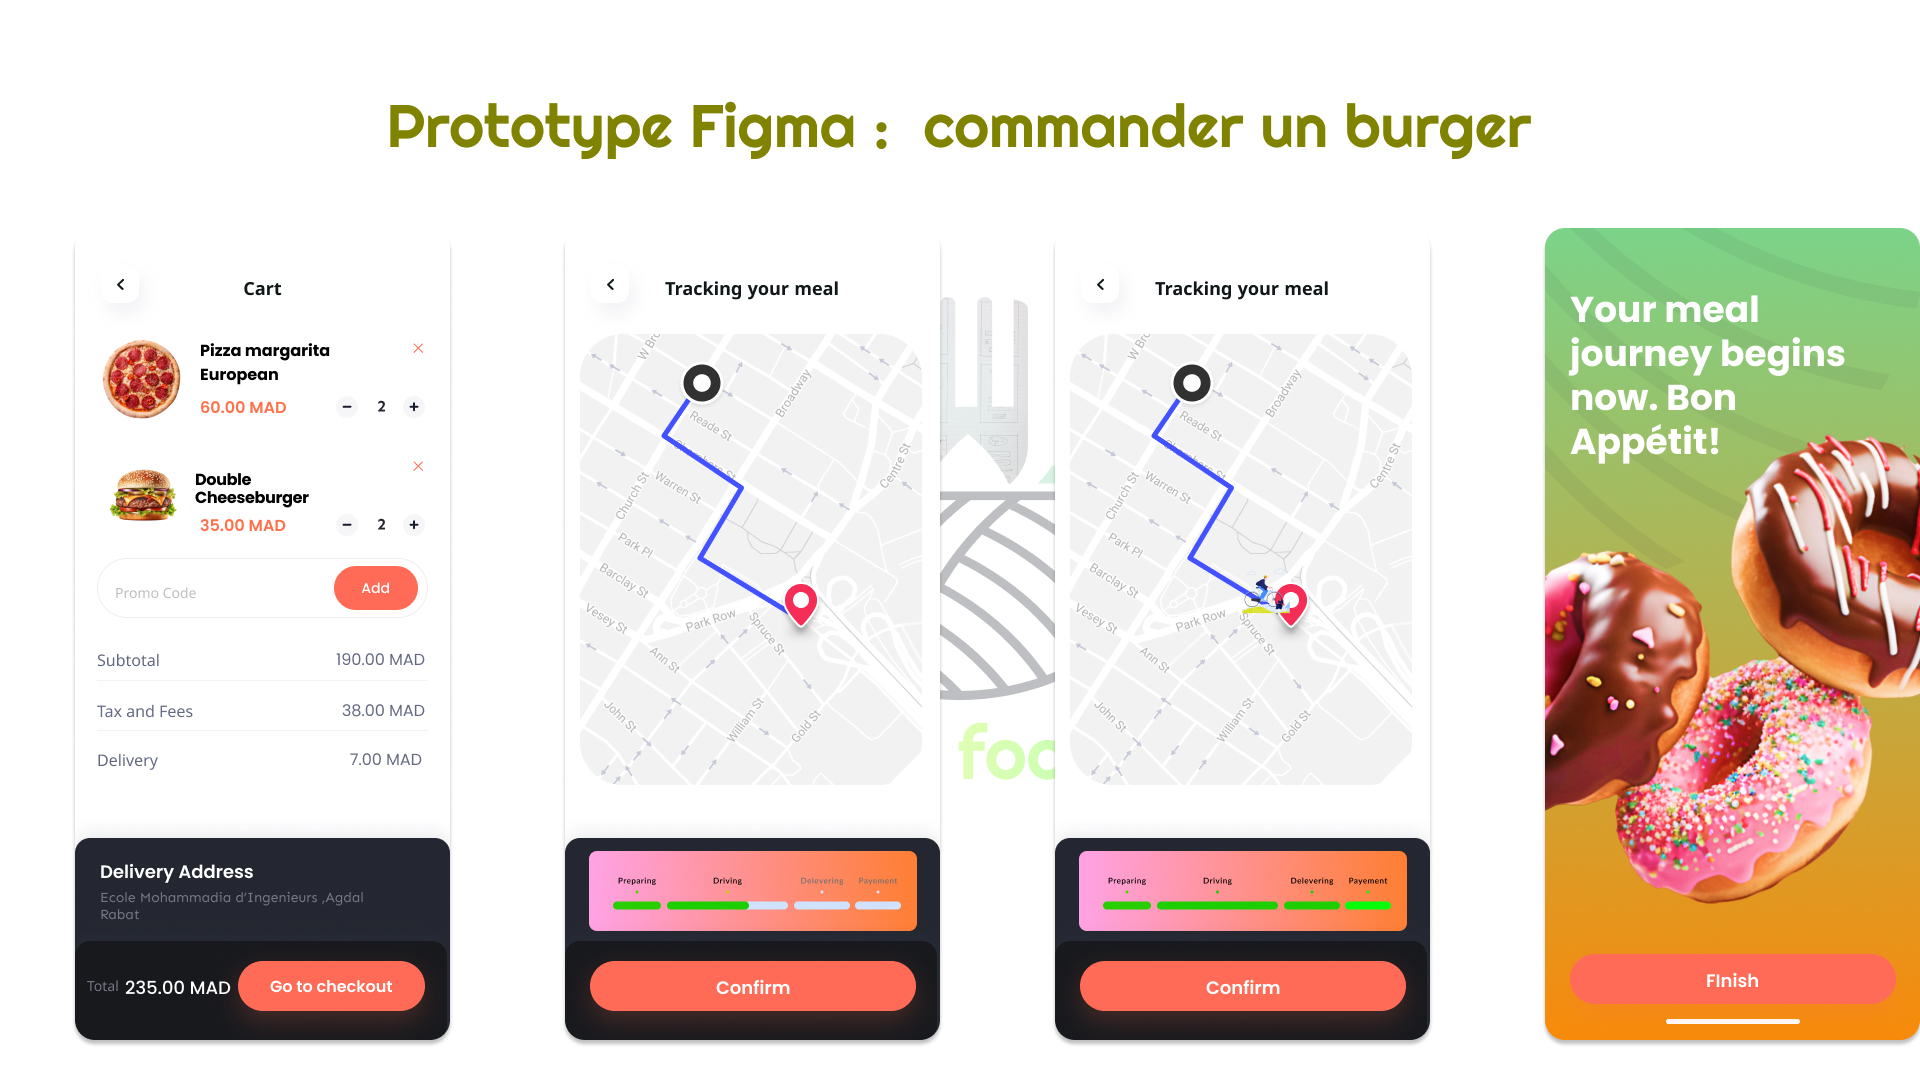 Prototype Figma : commander un burger
Cart
Pizza margarita
European
60.00 MAD
− 2 +
Double
Cheeseburger
35.00 MAD
− 2 +
Promo Code
Add
Subtotal
190.00 MAD
Tax and Fees
38.00 MAD
Delivery
7.00 MAD
Delivery Address
Ecole Mohammadia d'Ingenieurs ,Agdal
Rabat
Total 235.00 MAD
Go to checkout
Tracking your meal
W Bro
Broadway
Reade St
Chambers St
Centre St
Warren St
Church St
Park Pl
Barclay St
Vesey St
Park Row
Spruce St
Ann St
John St
William St
Gold St
Preparing Driving Delevering Payement
Confirm
foo
Tracking your meal
W Bro
Broadway
Reade St
Chambers St
Centre St
Warren St
Church St
Park Pl
Barclay St
Vesey St
Park Row
Spruce St
Ann St
John St
William St
Gold St
Preparing Driving Delevering Payement
Confirm
Your meal
journey begins
now. Bon
Appétit!
FInish